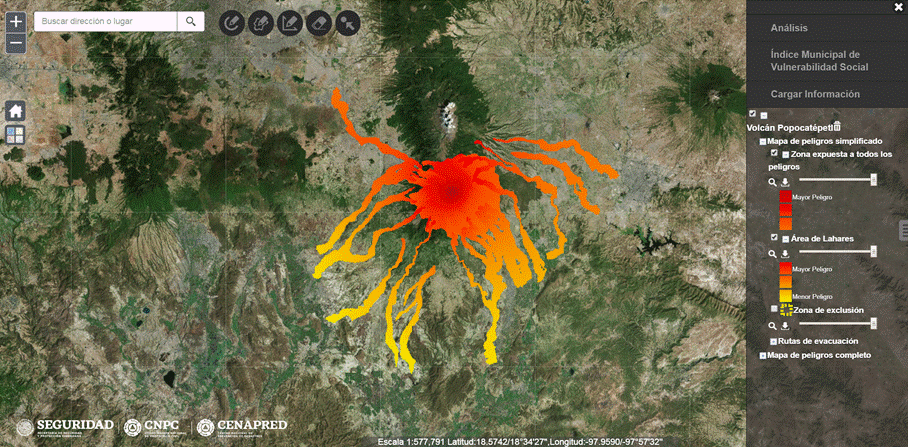 Buscar dirección o lugar
Análisis
Índice Municipal de
Vulnerabilidad Social
Cargar Información
Volcán Popocatépetl
Mapa de peligros simplificado
Zona expuesta a todos los
peligros
Mayor Peligro
Área de Lahares
Mayor Peligro
Menor Peligro
Zona de exclusión
Rutas de evacuación
Mapa de peligros completo
SEGURIDAD
CNPC
CENAPRED
Escala 1:577,791 Latitud:18.5742/18°34'27",Longitud:-97.9590/-97°57'32"